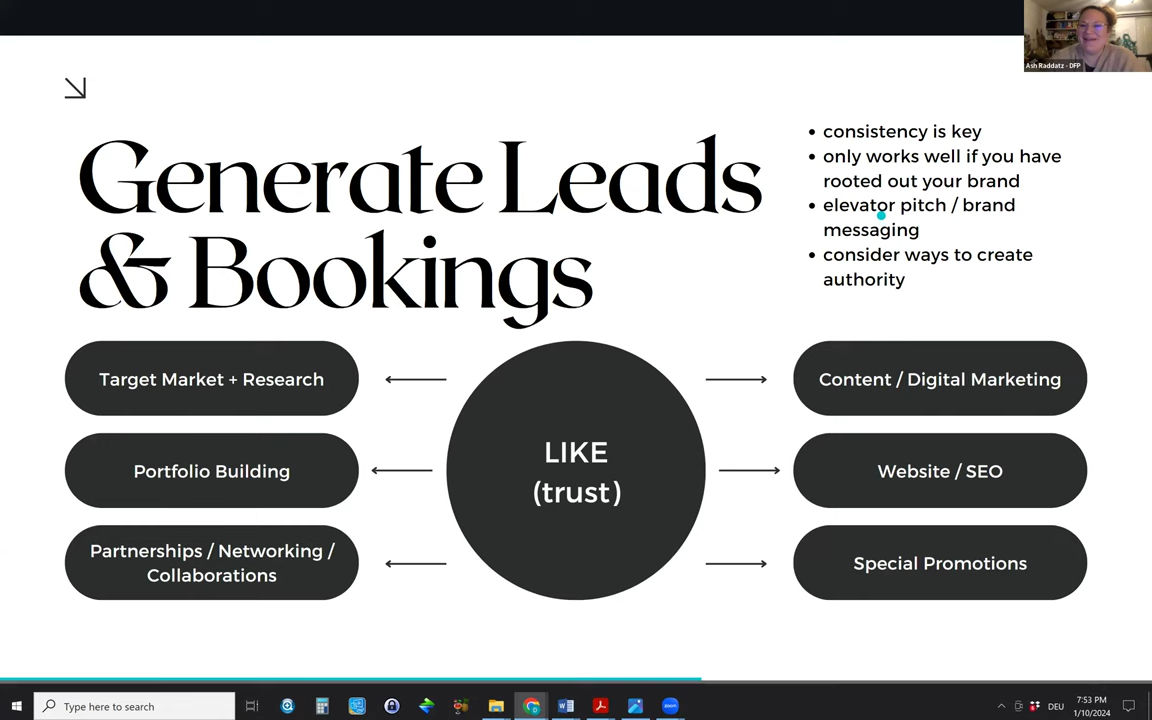 Ash Raddatz - DFP
Generate Leads
& Bookings
• consistency is key
• only works well if you have
rooted out your brand
• elevator pitch / brand
messaging
• consider ways to create
authority
Target Market + Research
Portfolio Building
Partnerships / Networking /
Collaborations
LIKE
(trust)
Content / Digital Marketing
Website / SEO
Special Promotions
Type here to search
DEU
7:53 PM
1/10/2024